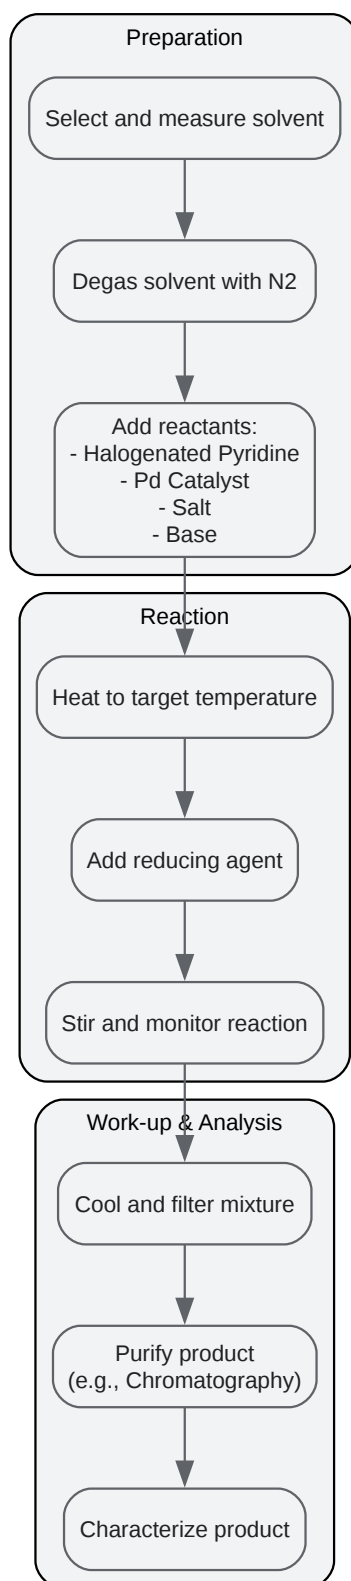 Preparation
Select and measure solvent
Degas solvent with N2
Add reactants:
- Halogenated Pyridine
- Pd Catalyst
- Salt
- Base
Reaction
Heat to target temperature
Add reducing agent
Stir and monitor reaction
Work-up & Analysis
Cool and filter mixture
Purify product
(e.g., Chromatography)
Characterize product